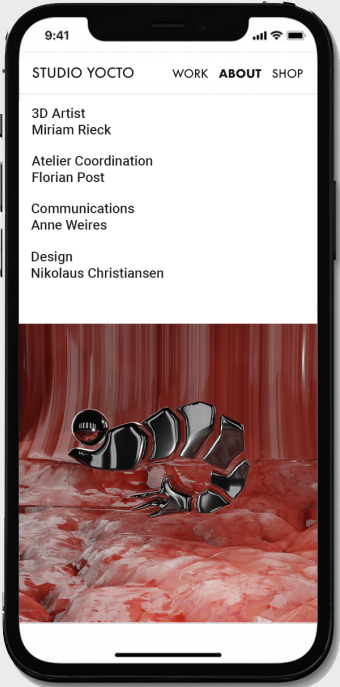 9:41
STUDIO YOCTO WORK ABOUT SHOP
3D Artist
Miriam Rieck
Atelier Coordination
Florian Post
Communications
Anne Weires
Design
Nikolaus Christiansen